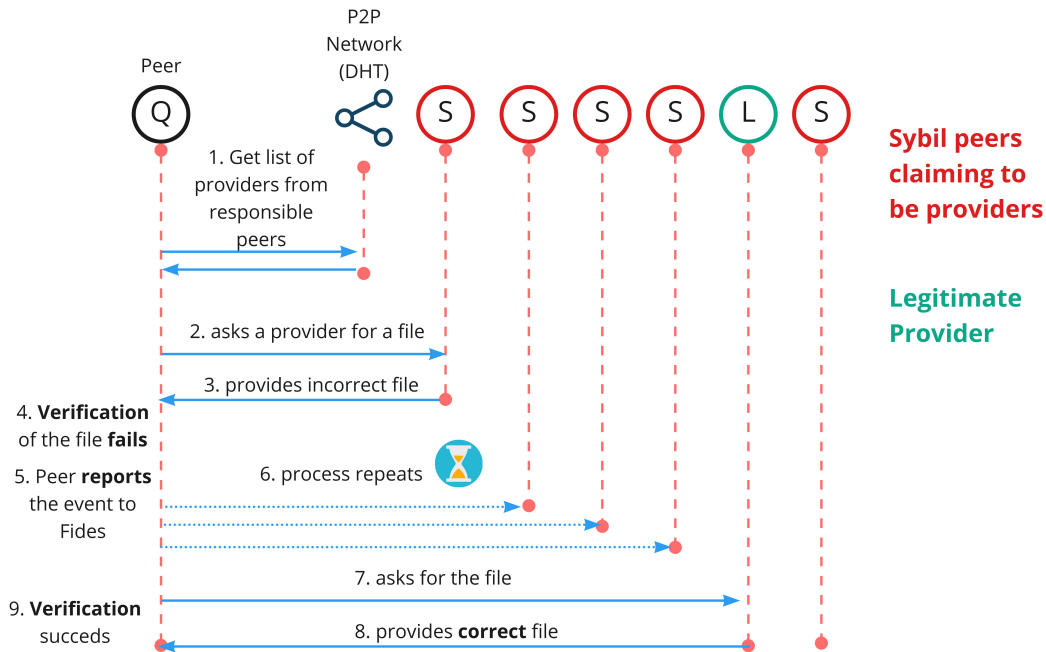 P2P
Network
(DHT)
Peer
Q
S
S
S
S
L
S
1. Get list of
providers from
responsible
peers
Sybil peers
claiming to
be providers
Legitimate
Provider
2. asks a provider for a file
3. provides incorrect file
4. Verification
of the file fails
5. Peer reports
the event to
Fides
6. process repeats
7. asks for the file
8. provides correct file
9. Verification
succeds